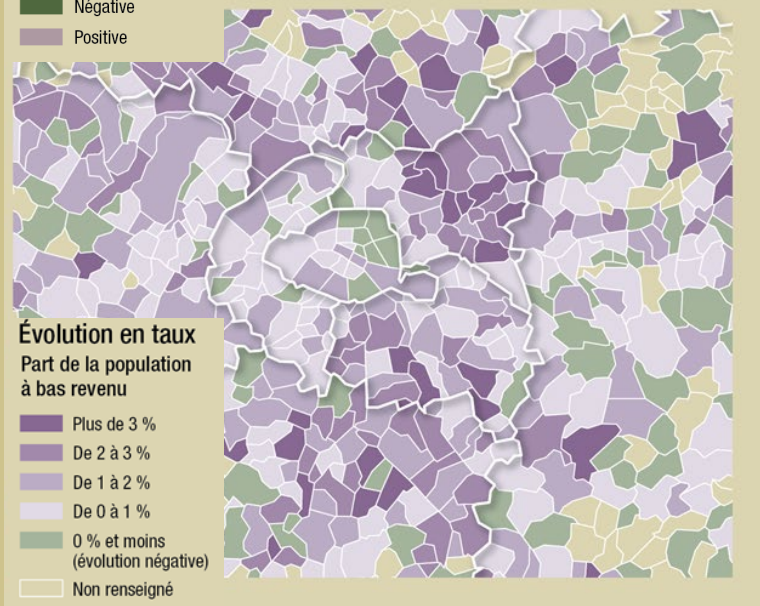 Négative
Positive
Évolution en taux
Part de la population
à bas revenu
Plus de 3 %
De 2 à 3 %
De 1 à 2 %
De 0 à 1 %
0 % et moins
(évolution négative)
Non renseigné